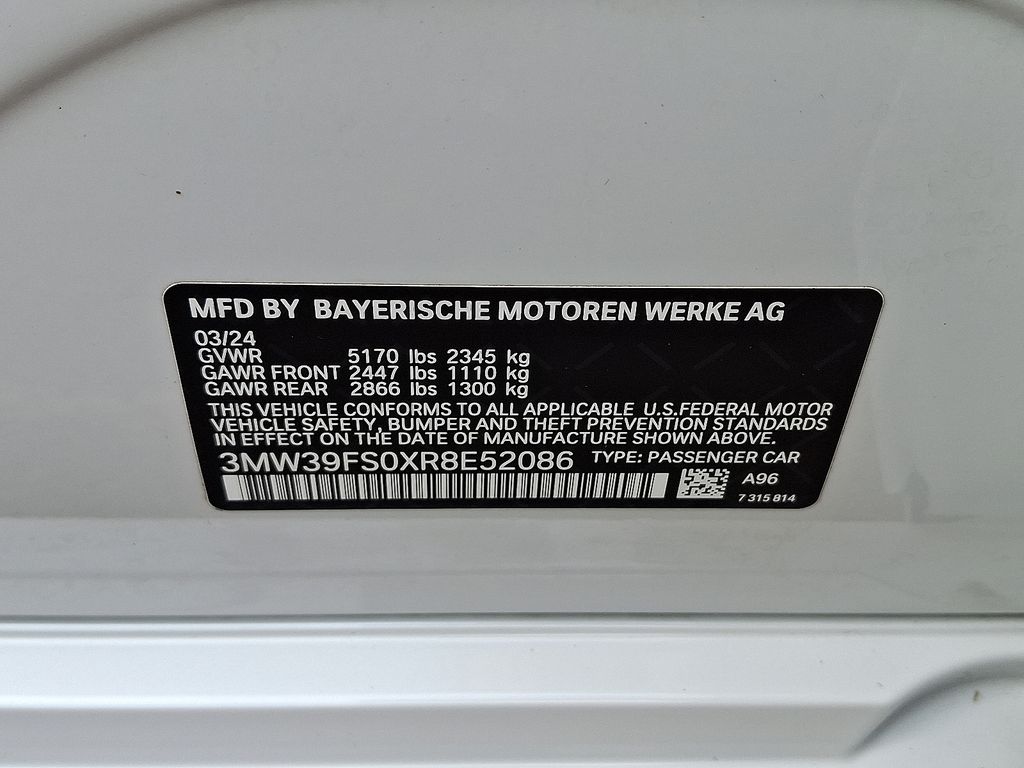 MFD BY BAYERISCHE MOTOREN WERKE AG
03/24
GVWR 5170 lbs 2345 kg
GAWR FRONT 2447 lbs 1110 kg
GAWR REAR 2866 lbs 1300 kg
THIS VEHICLE CONFORMS TO ALL APPLICABLE U.S.FEDERAL MOTOR
VEHICLE SAFETY, BUMPER AND THEFT PREVENTION STANDARDS
IN EFFECT ON THE DATE OF MANUFACTURE SHOWN ABOVE.
3MW39FS0XR8E52086 TYPE: PASSENGER CAR
A96
7 315 814